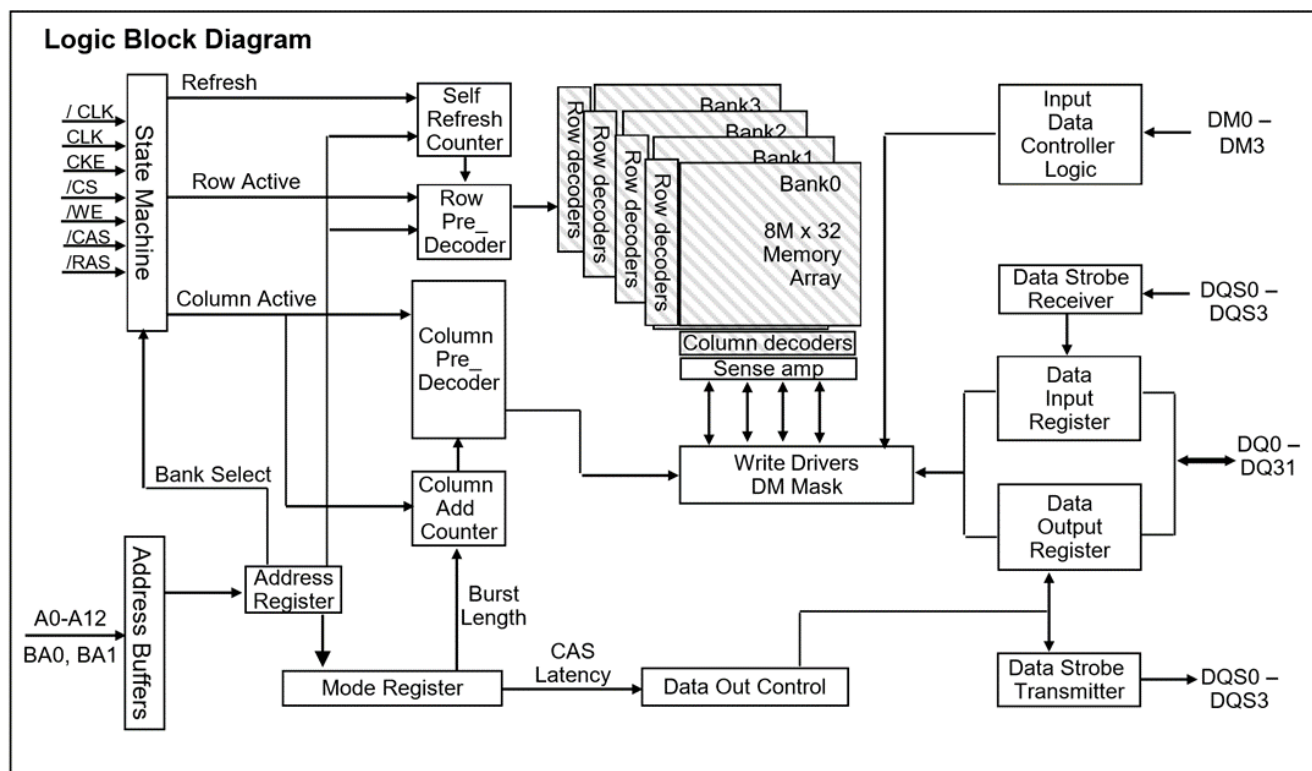 Logic Block Diagram
/ CLK
CLK
CKE
/CS
/WE
/CAS
/RAS
State Machine
Refresh
Row Active
Column Active
Bank Select
Self
Refresh
Counter
Row
Pre_
Decoder
Column
Pre_
Decoder
Column
Add
Counter
Row decoders
Row decoders
Row decoders
Row decoders
Bank3
Bank2
Bank1
Bank0
8M x 32
Memory
Array
Column decoders
Sense amp
Write Drivers
DM Mask
Input
Data
Controller
Logic
DM0 –
DM3
Data Strobe
Receiver
DQS0 –
DQS3
Data
Input
Register
DQ0 –
DQ31
Data
Output
Register
Data Strobe
Transmitter
DQS0 –
DQS3
A0-A12
BA0, BA1
Address Buffers
Address
Register
Burst
Length
Mode Register
CAS
Latency
Data Out Control